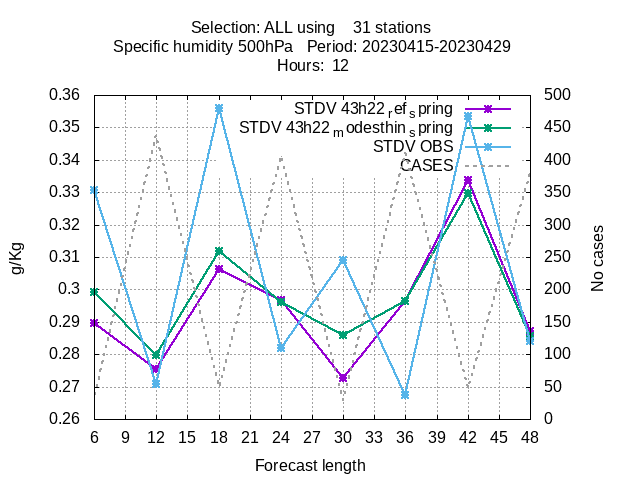 Selection: ALL using    31 stations
Specific humidity 500hPa   Period: 20230415-20230429
Hours:  12
0.36
0.35
0.34
0.33
0.32
0.31
0.3
0.29
0.28
0.27
0.26
g/Kg
STDV 43h22_ref_spring
STDV 43h22_modesthin_spring
STDV OBS
CASES
500
450
400
350
300
250
200
150
100
50
0
No cases
6 9 12 15 18 21 24 27 30 33 36 39 42 45 48
Forecast length